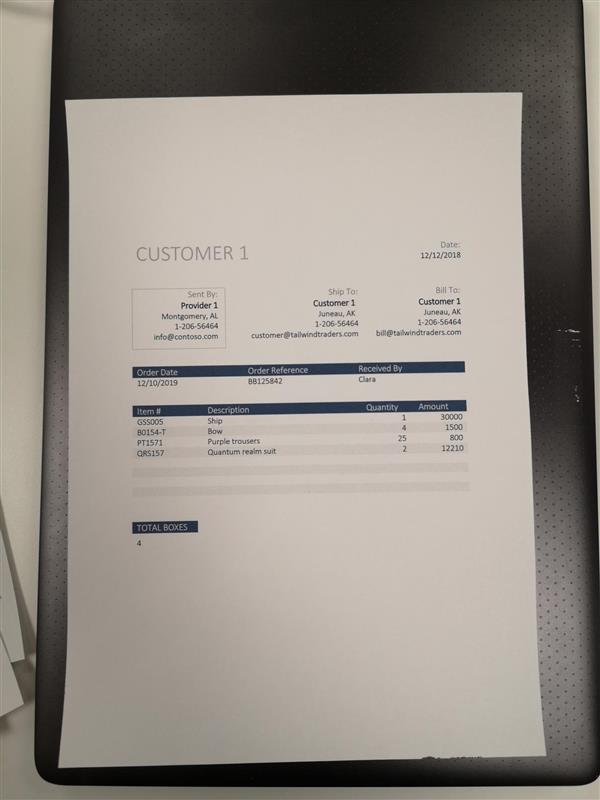 CUSTOMER 1
Date:
12/12/2018
Sent By:
Provider 1
Montgomery, AL
1-206-56464
info@contoso.com
Ship To:
Customer 1
Juneau, AK
1-206-56464
customer@tailwindtraders.com
Bill To:
Customer 1
Juneau, AK
1-206-56464
bill@tailwindtraders.com
Order Date Order Reference Received By
12/10/2019 BB125842 Clara
Item # Description Quantity Amount
GSS005 Ship 1 30000
B0154-T Bow 4 1500
PT1571 Purple trousers 25 800
QRS157 Quantum realm suit 2 12210
TOTAL BOXES
4